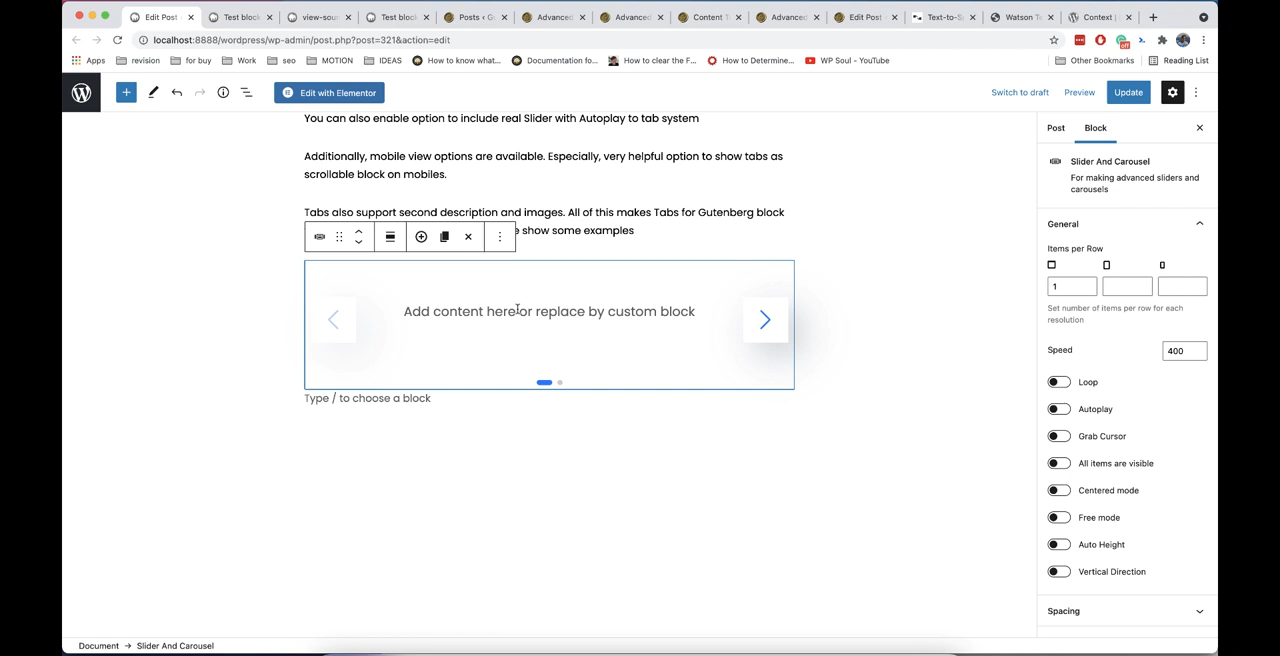 Edit Post
Test block
view-sour
Test block
Posts ‹ G
Advanced
Advanced
Content T
Advanced
Edit Post
Text-to-Sp
Watson Te
Context |
localhost:8888/wordpress/wp-admin/post.php?post=321&action=edit
off
Apps
revision
for buy
Work
seo
MOTION
IDEAS
How to know what...
Documentation fo...
How to clear the F...
How to Determine...
WP Soul - YouTube
Other Bookmarks
Reading List
Edit with Elementor
Switch to draft
Preview
Update
You can also enable option to include real Slider with Autoplay to tab system
Additionally, mobile view options are available. Especially, very helpful option to show tabs as
scrollable block on mobiles.
Tabs also support second description and images. All of this makes Tabs for Gutenberg block
show some examples
Add content here or replace by custom block
Type / to choose a block
Post
Block
Slider And Carousel
For making advanced sliders and
carousels
General
Items per Row
1
Set number of items per row for each
resolution
Speed
400
Loop
Autoplay
Grab Cursor
All items are visible
Centered mode
Free mode
Auto Height
Vertical Direction
Spacing
Document → Slider And Carousel